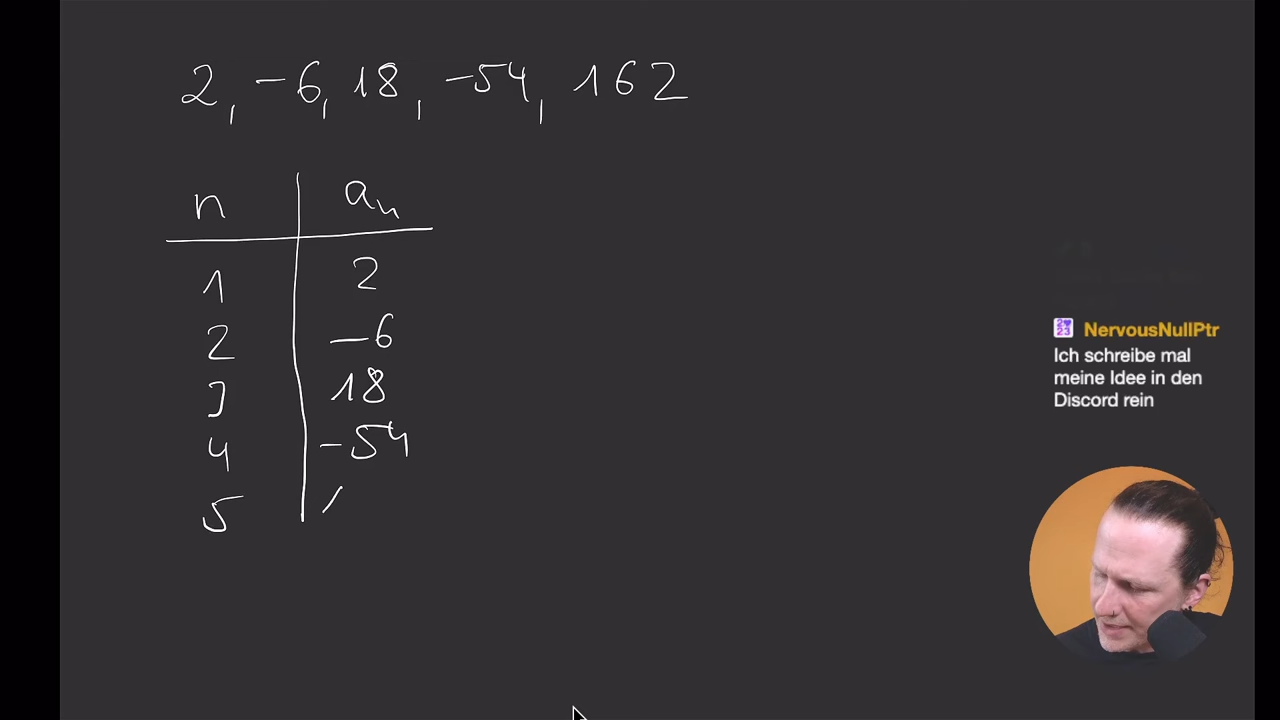 2, -6, 18, -54, 162
n aₙ
1 2
2 -6
3 18
4 -54
5
NervousNullPtr
Ich schreibe mal
meine Idee in den
Discord rein